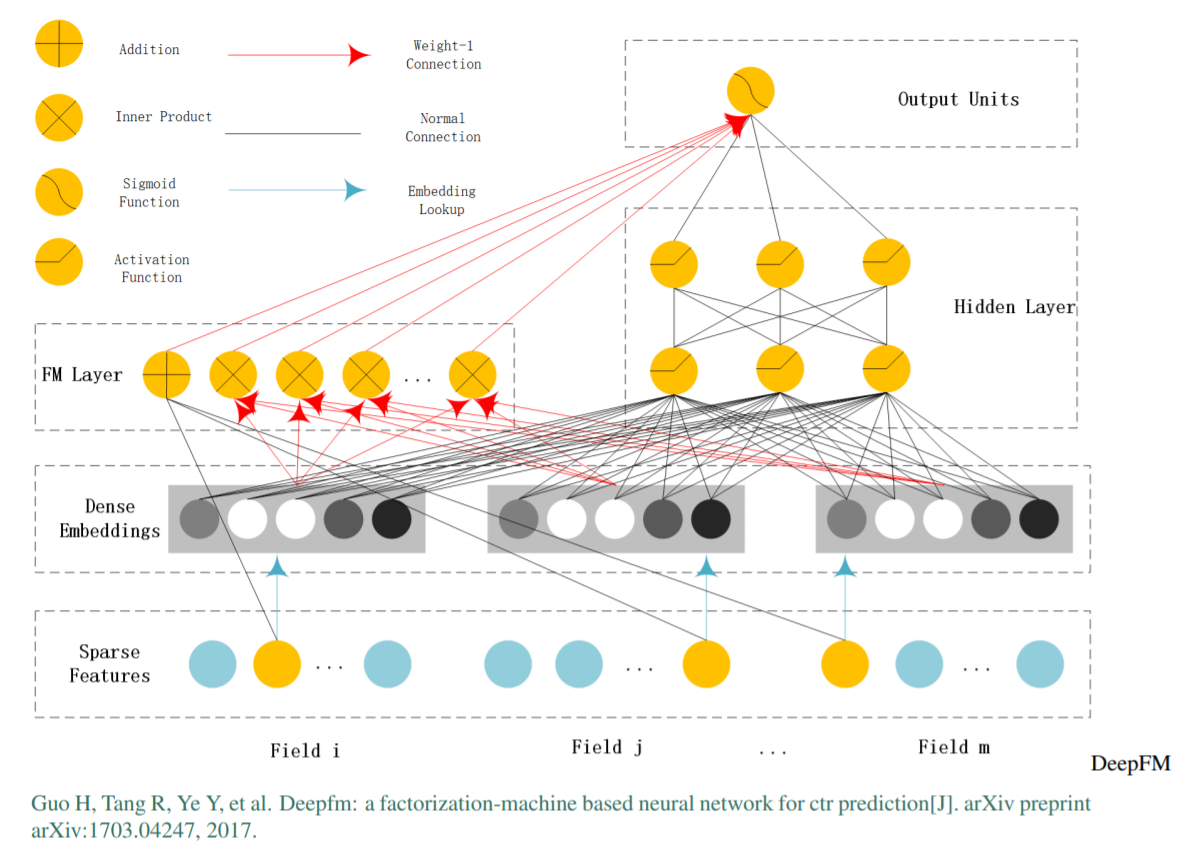 Addition
Weight-1
Connection
Inner Product
Normal
Connection
Sigmoid
Function
Embedding
Lookup
Activation
Function
Output Units
Hidden Layer
FM Layer
...
Dense
Embeddings
Sparse
Features
...
...
...
Field i
Field j
...
Field m
DeepFM
Guo H, Tang R, Ye Y, et al. Deepfm: a factorization-machine based neural network for ctr prediction[J]. arXiv preprint
arXiv:1703.04247, 2017.